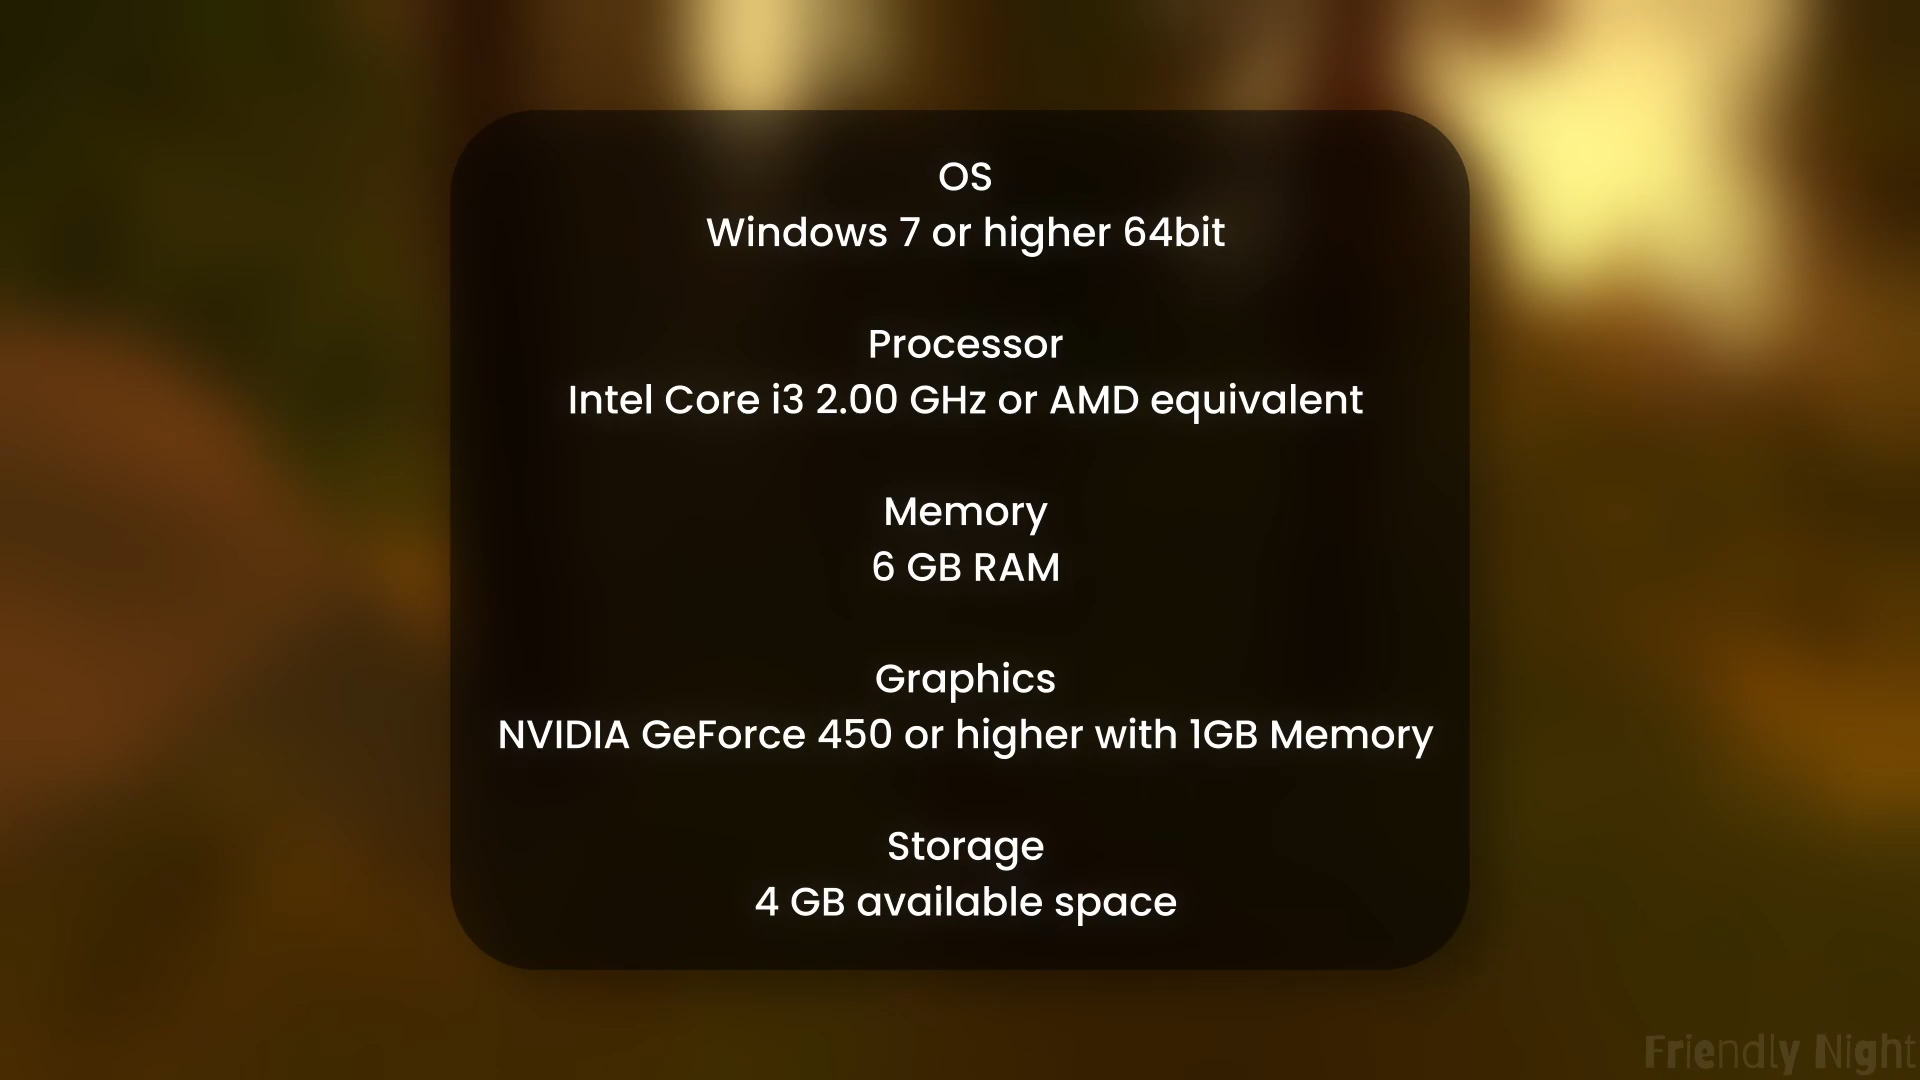 OS
Windows 7 or higher 64bit
Processor
Intel Core i3 2.00 GHz or AMD equivalent
Memory
6 GB RAM
Graphics
NVIDIA GeForce 450 or higher with 1GB Memory
Storage
4 GB available space
Friendly Night